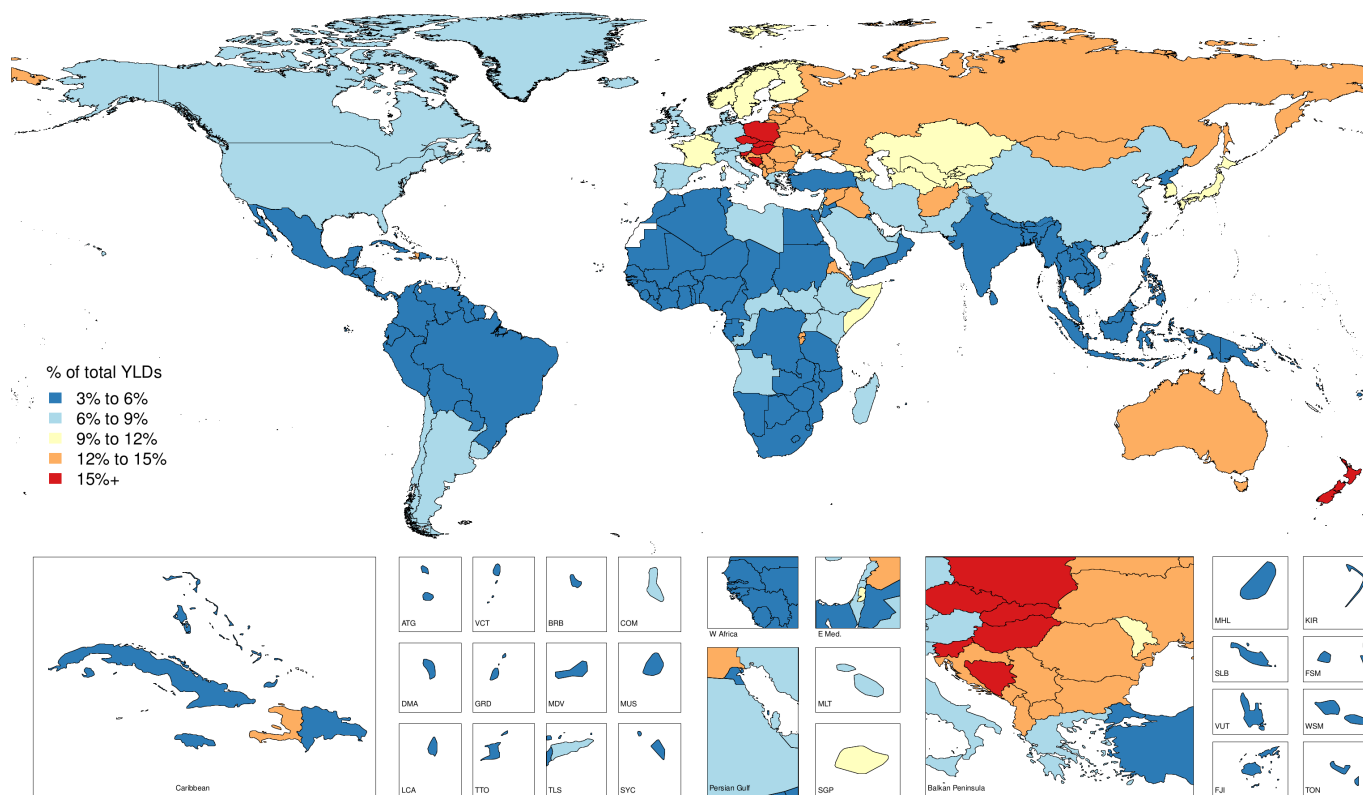 % of total YLDs
3% to 6%
6% to 9%
9% to 12%
12% to 15%
15%+
Caribbean
ATG
VCT
BRB
COM
DMA
GRD
MDV
MUS
LCA
TTO
TLS
SYC
W Africa
E Med.
Persian Gulf
MLT
SGP
Balkan Peninsula
MHL
KIR
SLB
FSM
VUT
WSM
FJI
TON